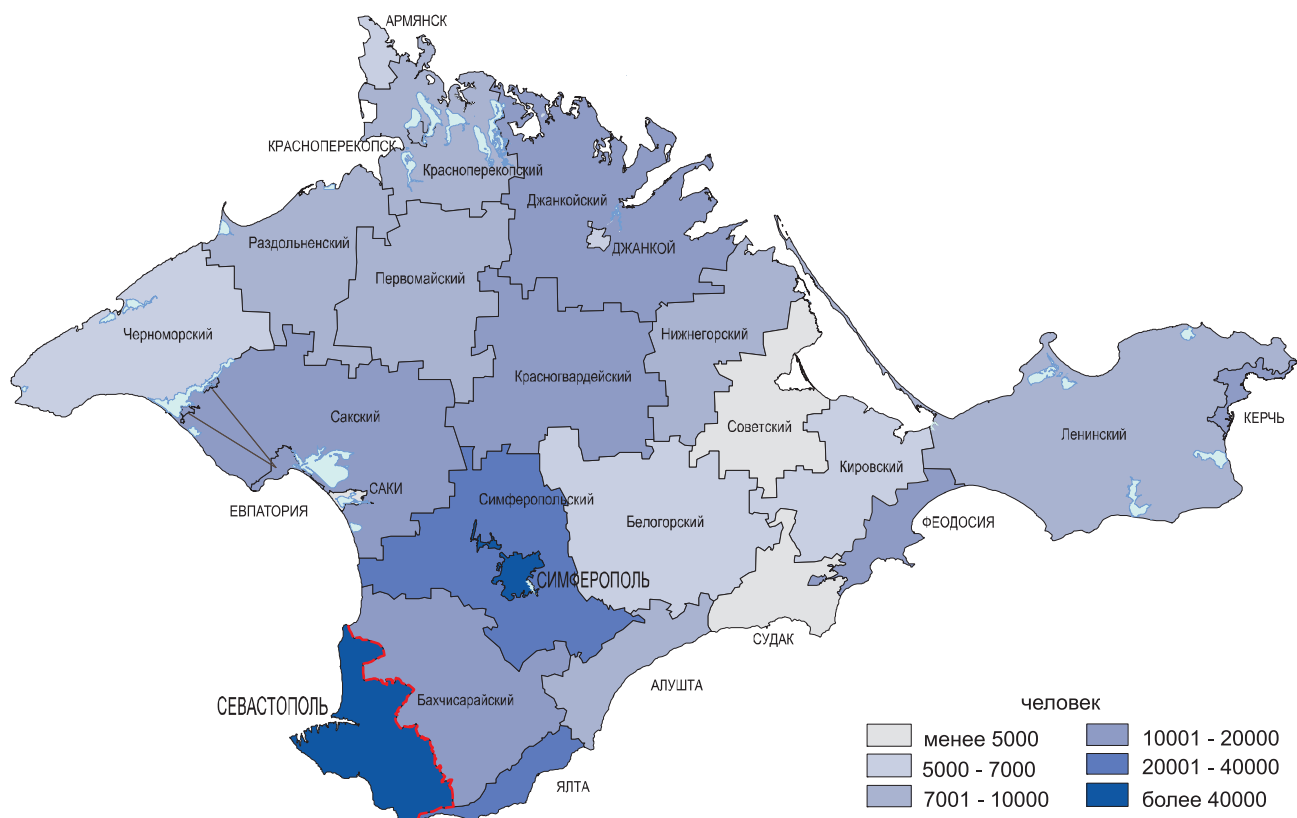 АРМЯНСК
КРАСНОПЕРЕКОПСК
Красноперекопский
Джанкойский
Раздольненский
ДЖАНКОЙ
Первомайский
Черноморский
Нижнегорский
Красногвардейский
Сакский
Советский
Ленинский
КЕРЧЬ
Кировский
САКИ
Симферопольский
ЕВПАТОРИЯ
Белогорский
ФЕОДОСИЯ
СИМФЕРОПОЛЬ
СУДАК
АЛУШТА
Бахчисарайский
СЕВАСТОПОЛЬ
ЯЛТА
человек
менее 5000
5000 - 7000
7001 - 10000
10001 - 20000
20001 - 40000
более 40000